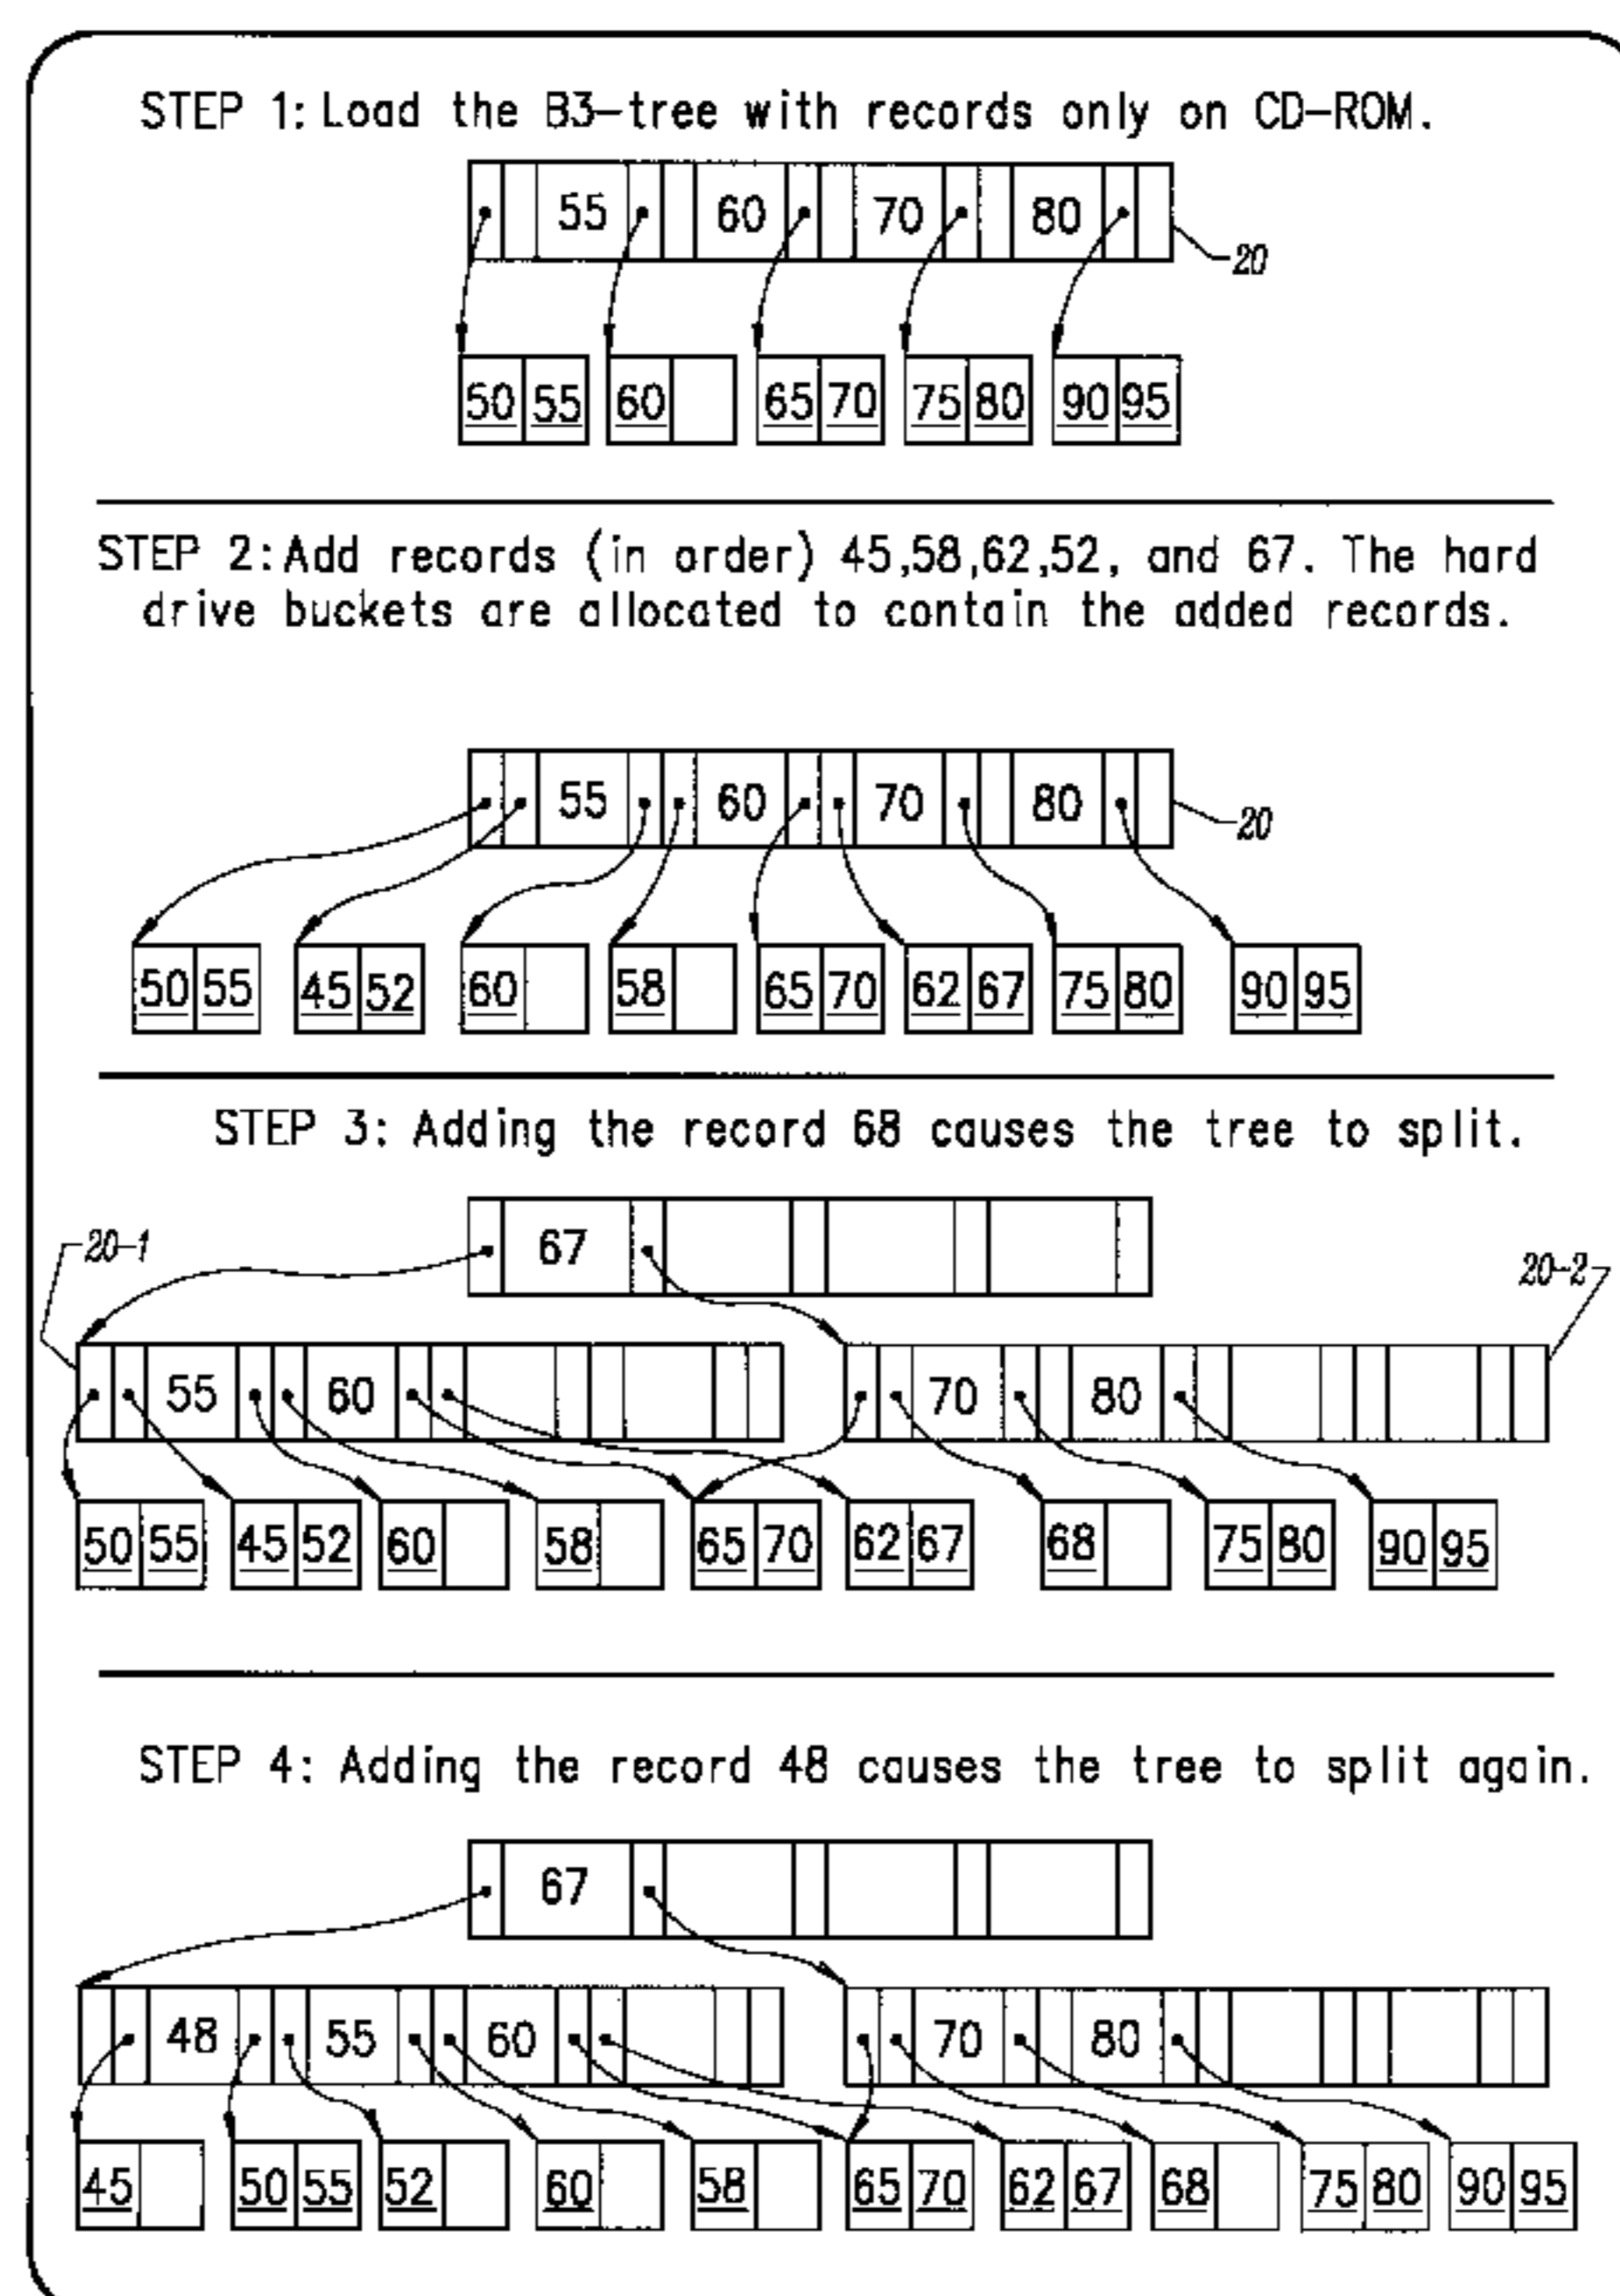 STEP 1: Load the B3-tree with records only on CD-ROM.
55 60 70 80
20
50 55 60 65 70 75 80 90 95
STEP 2: Add records (in order) 45,58,62,52, and 67. The hard
drive buckets are allocated to contain the added records.
55 60 70 80
20
50 55 45 52 60 58 65 70 62 67 75 80 90 95
STEP 3: Adding the record 68 causes the tree to split.
67
20-1
20-2
55 60 70 80
50 55 45 52 60 58 65 70 62 67 68 75 80 90 95
STEP 4: Adding the record 48 causes the tree to split again.
67
48 55 60 70 80
45 50 55 52 60 58 65 70 62 67 68 75 80 90 95